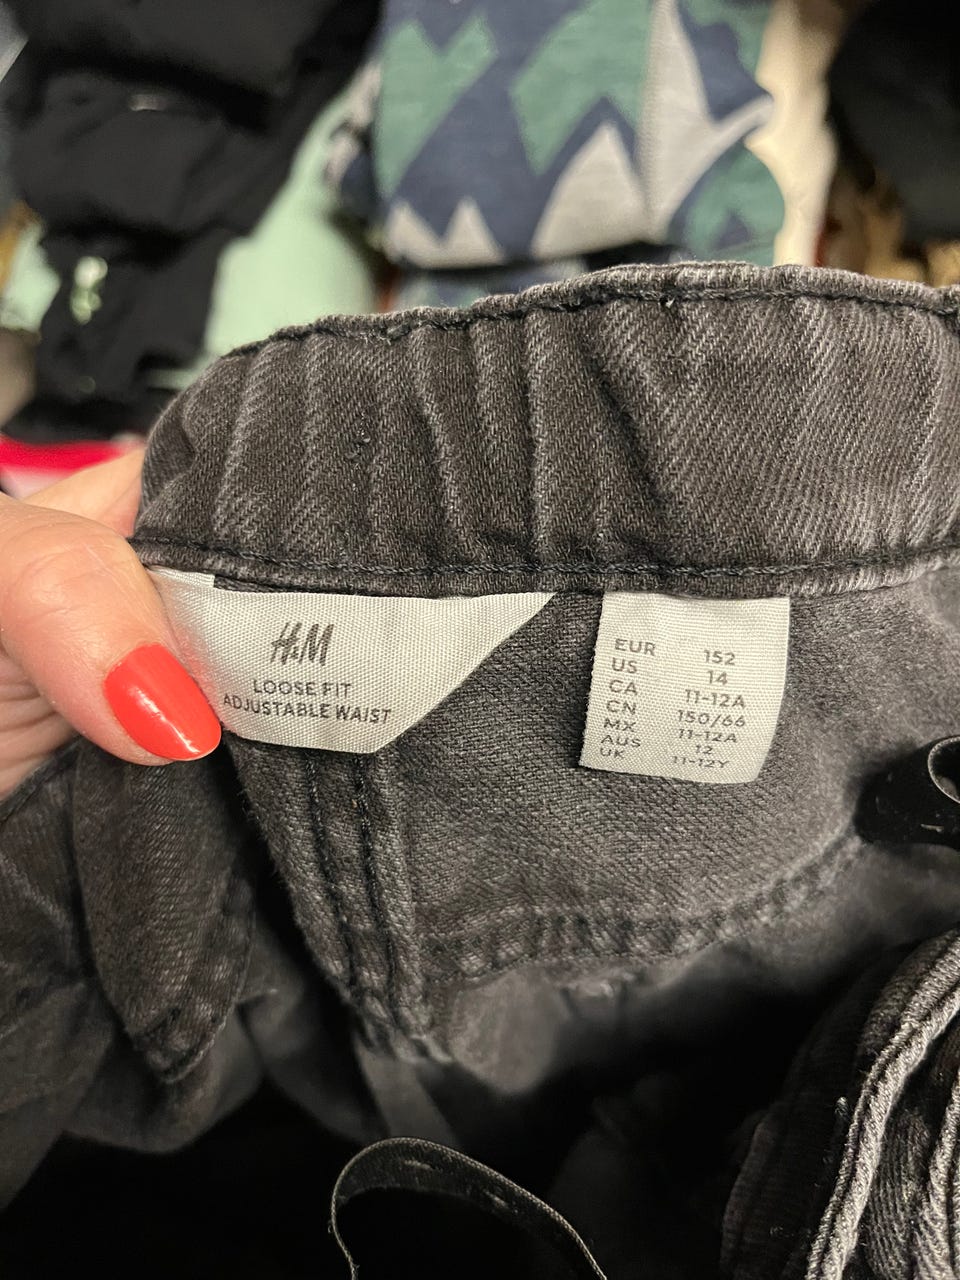 H&M
LOOSE FIT
ADJUSTABLE WAIST
EUR 152
US 14
CA 11-12A
CN 150/66
MX 11-12A
AUS 12
UK 11-12Y